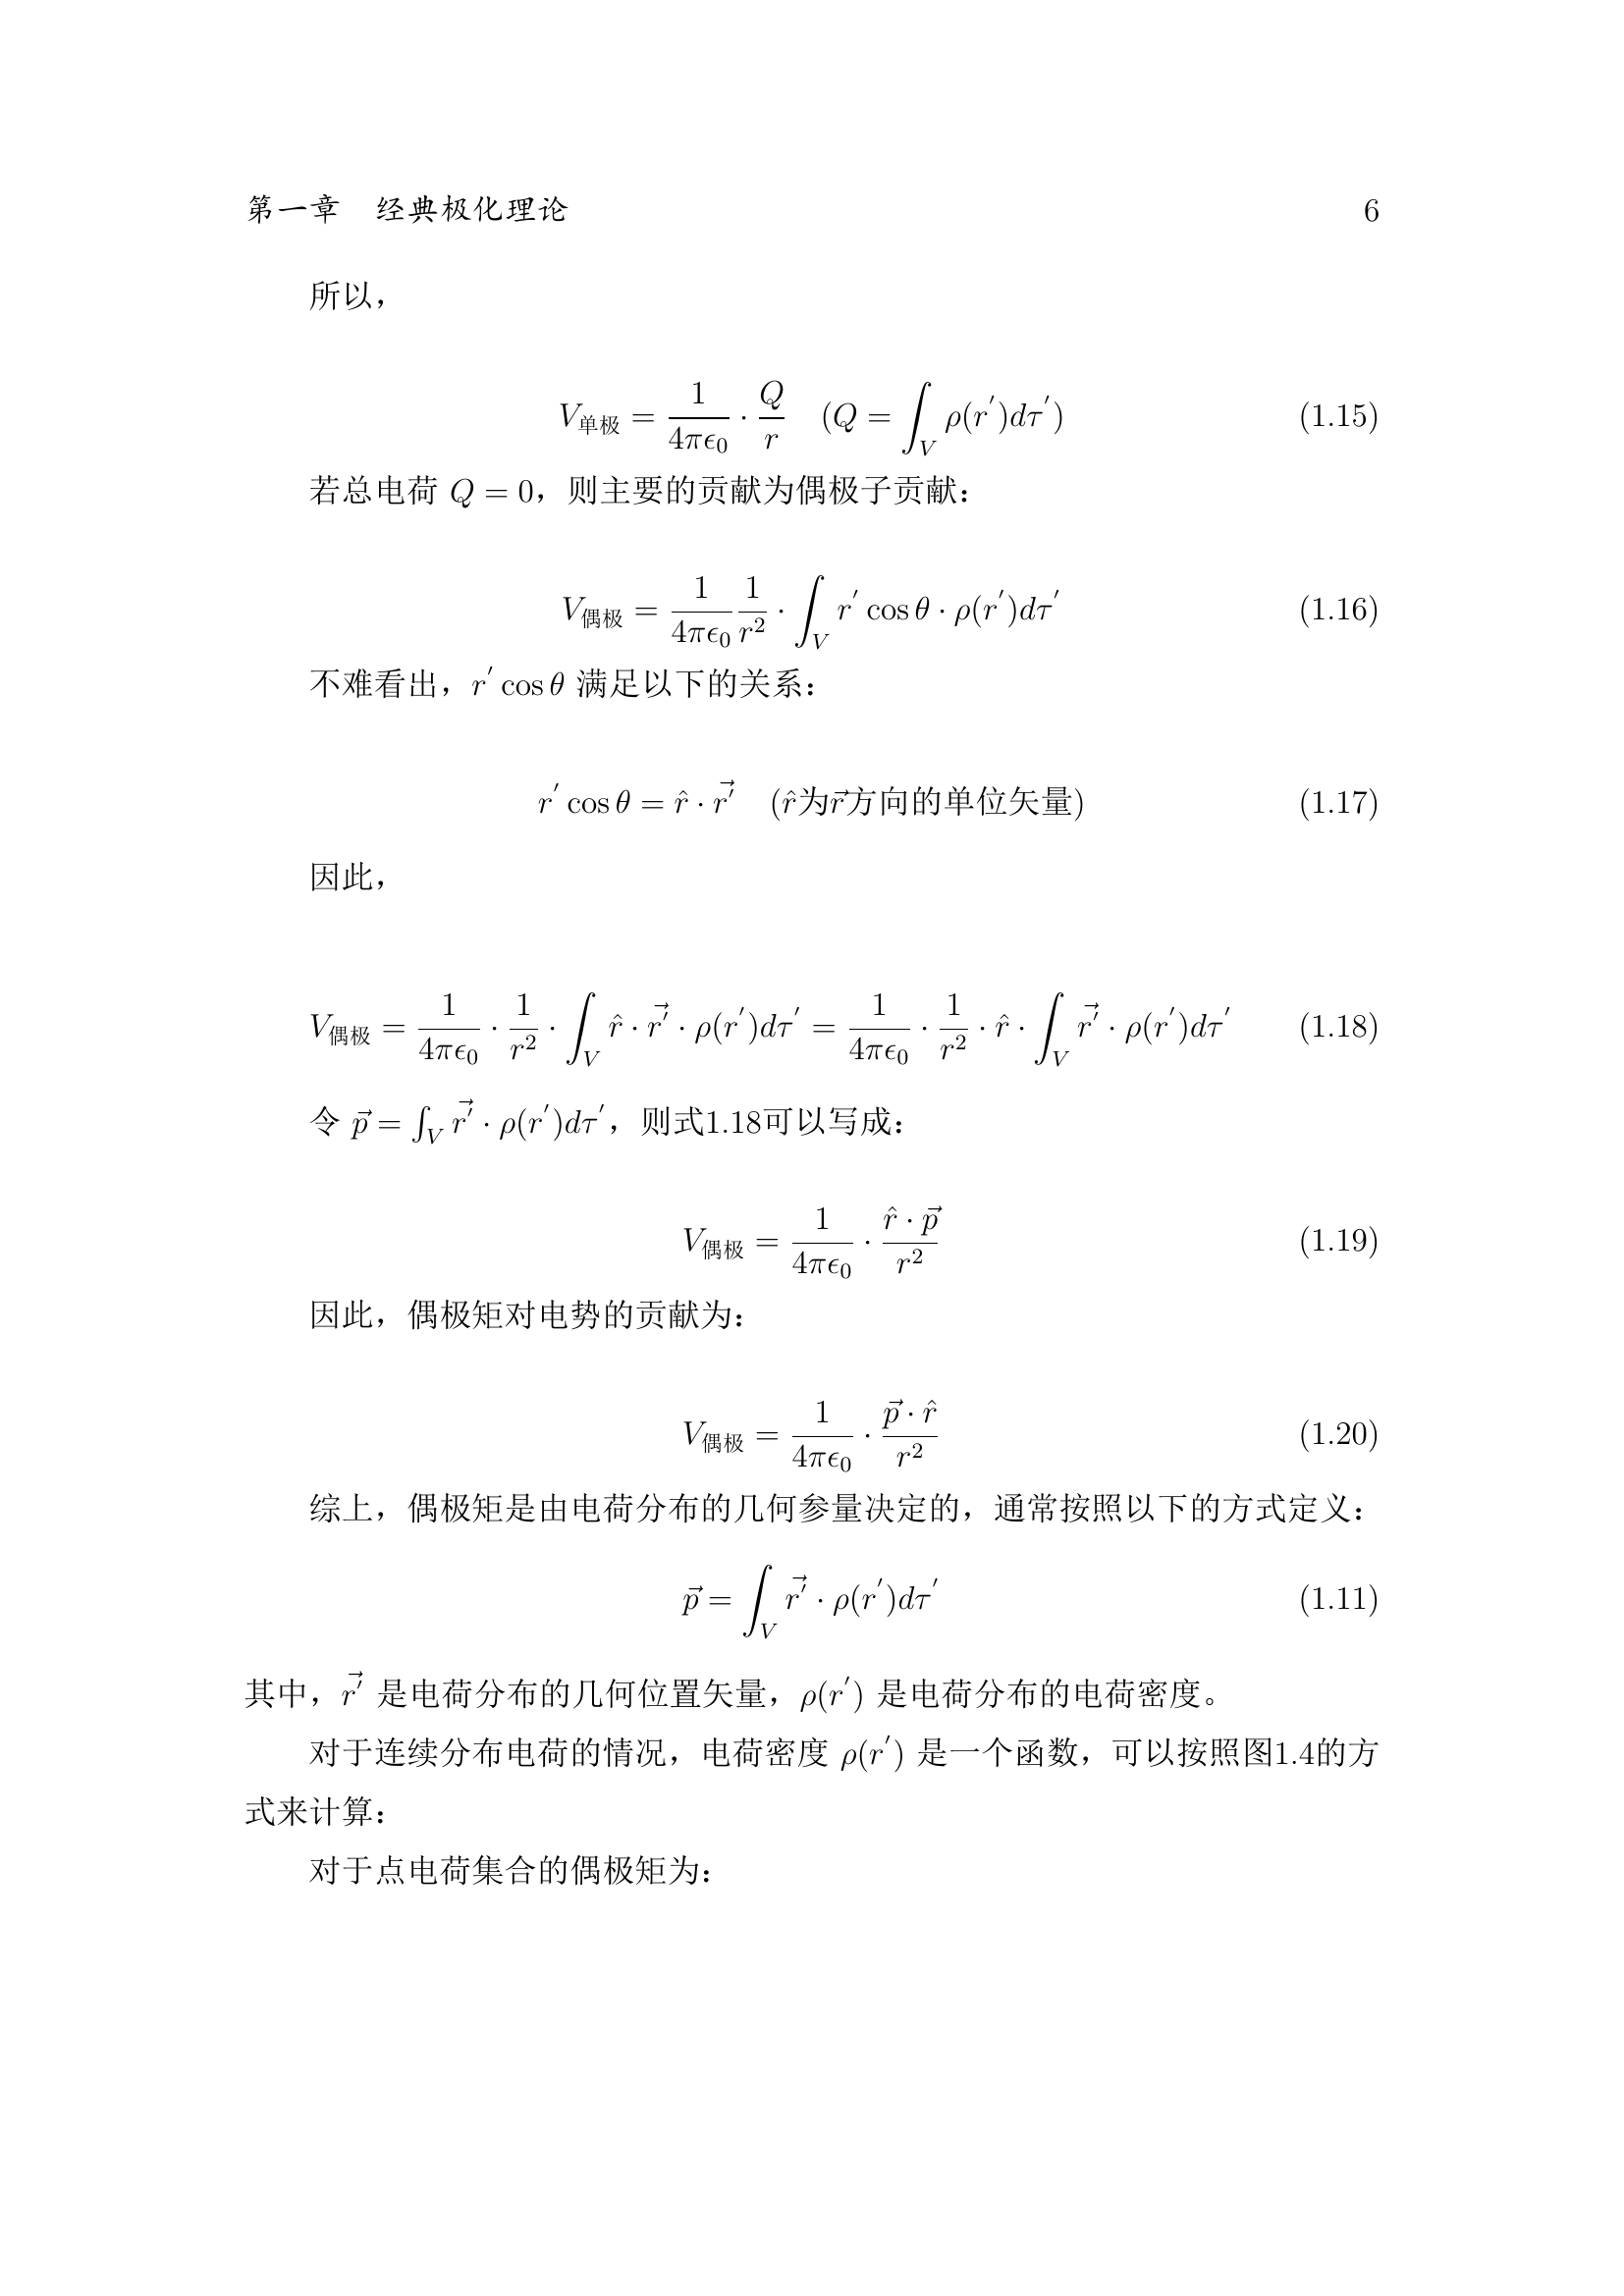 第一章 经典极化理论 6
所以，
$V_{单极} = \frac{1}{4\pi\epsilon_0} \cdot \frac{Q}{r} \quad (Q = \int_V \rho(r^{'})d\tau^{'})$ (1.15)
若总电荷 $Q = 0$，则主要的贡献为偶极子贡献：
$V_{偶极} = \frac{1}{4\pi\epsilon_0} \frac{1}{r^2} \cdot \int_V r^{'} \cos\theta \cdot \rho(r^{'})d\tau^{'}$ (1.16)
不难看出，$r^{'} \cos\theta$ 满足以下的关系：
$r^{'} \cos\theta = \hat{r} \cdot \vec{r'} \quad (\hat{r}为\vec{r}方向的单位矢量)$ (1.17)
因此，
$V_{偶极} = \frac{1}{4\pi\epsilon_0} \cdot \frac{1}{r^2} \cdot \int_V \hat{r} \cdot \vec{r'} \cdot \rho(r^{'})d\tau^{'} = \frac{1}{4\pi\epsilon_0} \cdot \frac{1}{r^2} \cdot \hat{r} \cdot \int_V \vec{r'} \cdot \rho(r^{'})d\tau^{'}$ (1.18)
令 $\vec{p} = \int_V \vec{r'} \cdot \rho(r^{'})d\tau^{'}$，则式1.18可以写成：
$V_{偶极} = \frac{1}{4\pi\epsilon_0} \cdot \frac{\hat{r} \cdot \vec{p}}{r^2}$ (1.19)
因此，偶极矩对电势的贡献为：
$V_{偶极} = \frac{1}{4\pi\epsilon_0} \cdot \frac{\vec{p} \cdot \hat{r}}{r^2}$ (1.20)
综上，偶极矩是由电荷分布的几何参量决定的，通常按照以下的方式定义：
$\vec{p} = \int_V \vec{r'} \cdot \rho(r^{'})d\tau^{'}$ (1.11)
其中，$\vec{r'}$ 是电荷分布的几何位置矢量，$\rho(r^{'})$ 是电荷分布的电荷密度。
对于连续分布电荷的情况，电荷密度 $\rho(r^{'})$ 是一个函数，可以按照图1.4的方
式来计算：
对于点电荷集合的偶极矩为：